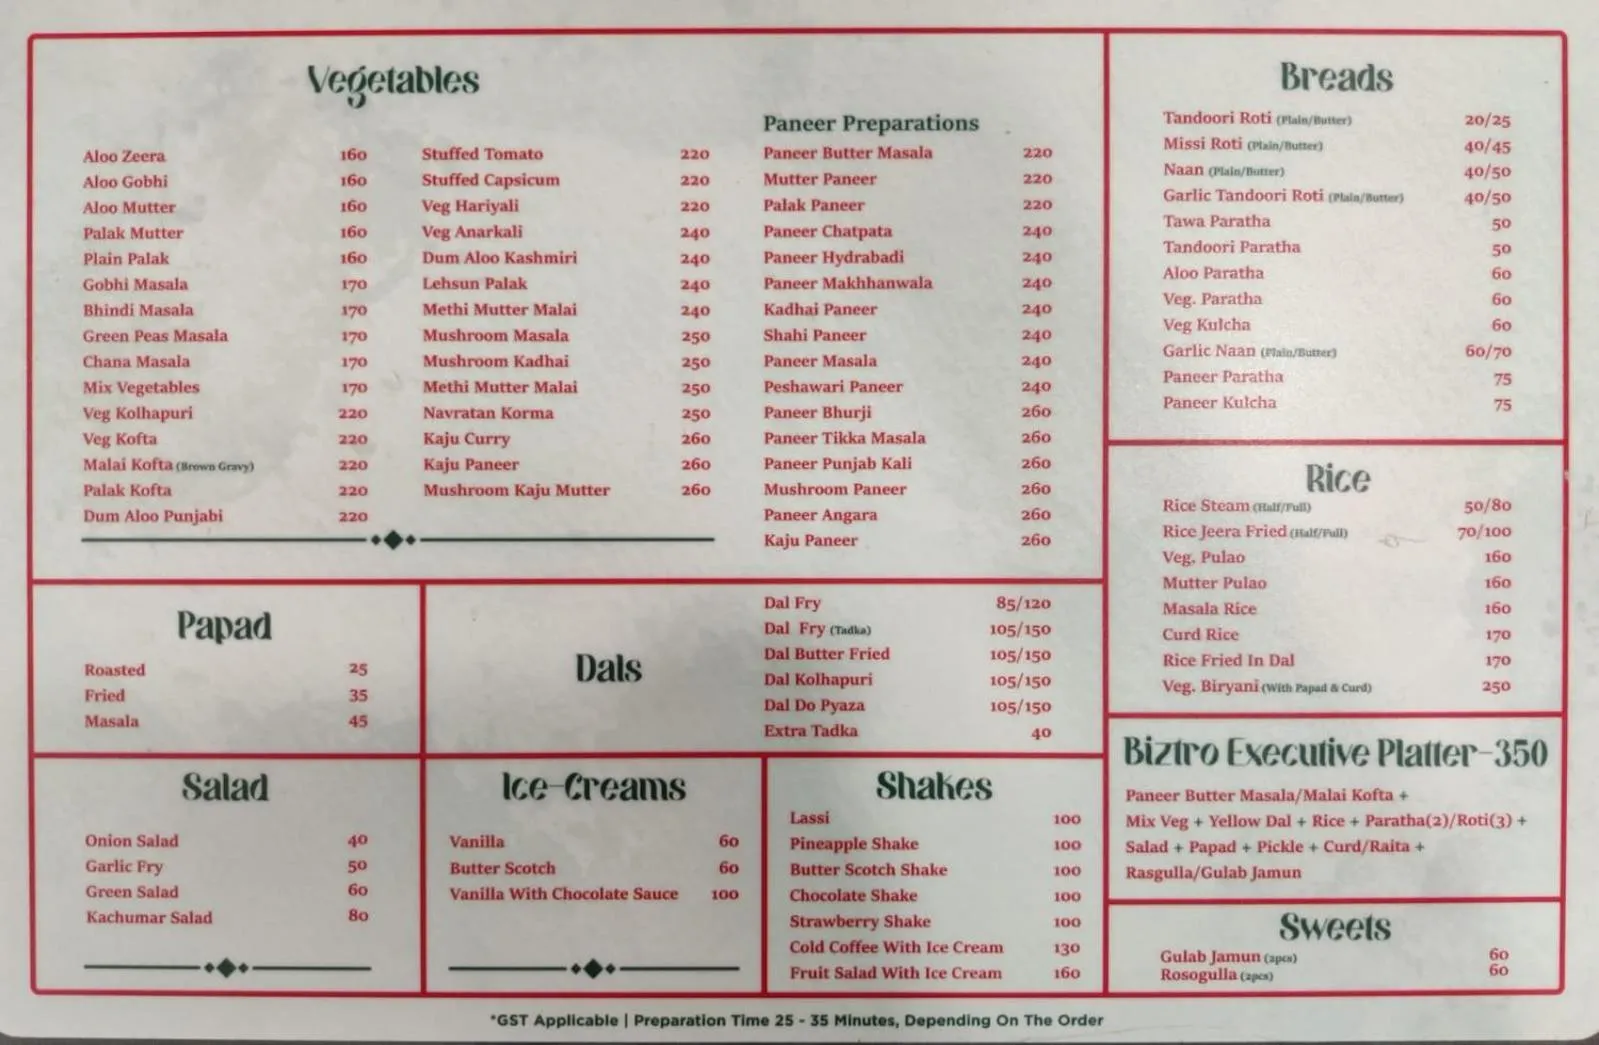 Vegetables
Aloo Zeera 160
Aloo Gobhi 160
Aloo Mutter 160
Palak Mutter 160
Plain Palak 160
Gobhi Masala 170
Bhindi Masala 170
Green Peas Masala 170
Chana Masala 170
Mix Vegetables 170
Veg Kolhapuri 220
Veg Kofta 220
Malai Kofta (Brown Gravy) 220
Palak Kofta 220
Dum Aloo Punjabi 220
Stuffed Tomato 220
Stuffed Capsicum 220
Veg Hariyali 220
Veg Anarkali 240
Dum Aloo Kashmiri 240
Lehsun Palak 240
Methi Mutter Malai 240
Mushroom Masala 250
Mushroom Kadhai 250
Methi Mutter Malai 250
Navratan Korma 250
Kaju Curry 260
Kaju Paneer 260
Mushroom Kaju Mutter 260
Paneer Preparations
Paneer Butter Masala 220
Mutter Paneer 220
Palak Paneer 220
Paneer Chatpata 240
Paneer Hydrabadi 240
Paneer Makhhanwala 240
Kadhai Paneer 240
Shahi Paneer 240
Paneer Masala 240
Peshawari Paneer 240
Paneer Bhurji 260
Paneer Tikka Masala 260
Paneer Punjab Kali 260
Mushroom Paneer 260
Paneer Angara 260
Kaju Paneer 260
Breads
Tandoori Roti (Plain/Butter) 20/25
Missi Roti (Plain/Butter) 40/45
Naan (Plain/Butter) 40/50
Garlic Tandoori Roti (Plain/Butter) 40/50
Tawa Paratha 50
Tandoori Paratha 50
Aloo Paratha 60
Veg. Paratha 60
Veg Kulcha 60
Garlic Naan (Plain/Butter) 60/70
Paneer Paratha 75
Paneer Kulcha 75
Rice
Rice Steam (Half/Full) 50/80
Rice Jeera Fried (Half/Full) 70/100
Veg. Pulao 160
Mutter Pulao 160
Masala Rice 160
Curd Rice 170
Rice Fried In Dal 170
Veg. Biryani (With Papad & Curd) 250
Papad
Roasted 25
Fried 35
Masala 45
Dals
Dal Fry 85/120
Dal Fry (Tadka) 105/150
Dal Butter Fried 105/150
Dal Kolhapuri 105/150
Dal Do Pyaza 105/150
Extra Tadka 40
Biztro Executive Platter-350
Paneer Butter Masala/Malai Kofta +
Mix Veg + Yellow Dal + Rice + Paratha(2)/Roti(3) +
Salad + Papad + Pickle + Curd/Raita +
Rasgulla/Gulab Jamun
Salad
Onion Salad 40
Garlic Fry 50
Green Salad 60
Kachumar Salad 80
Ice-Creams
Vanilla 60
Butter Scotch 60
Vanilla With Chocolate Sauce 100
Shakes
Lassi 100
Pineapple Shake 100
Butter Scotch Shake 100
Chocolate Shake 100
Strawberry Shake 100
Cold Coffee With Ice Cream 130
Fruit Salad With Ice Cream 160
Sweets
Gulab Jamun (2pcs) 60
Rosogulla (2pcs) 60
*GST Applicable | Preparation Time 25 - 35 Minutes, Depending On The Order